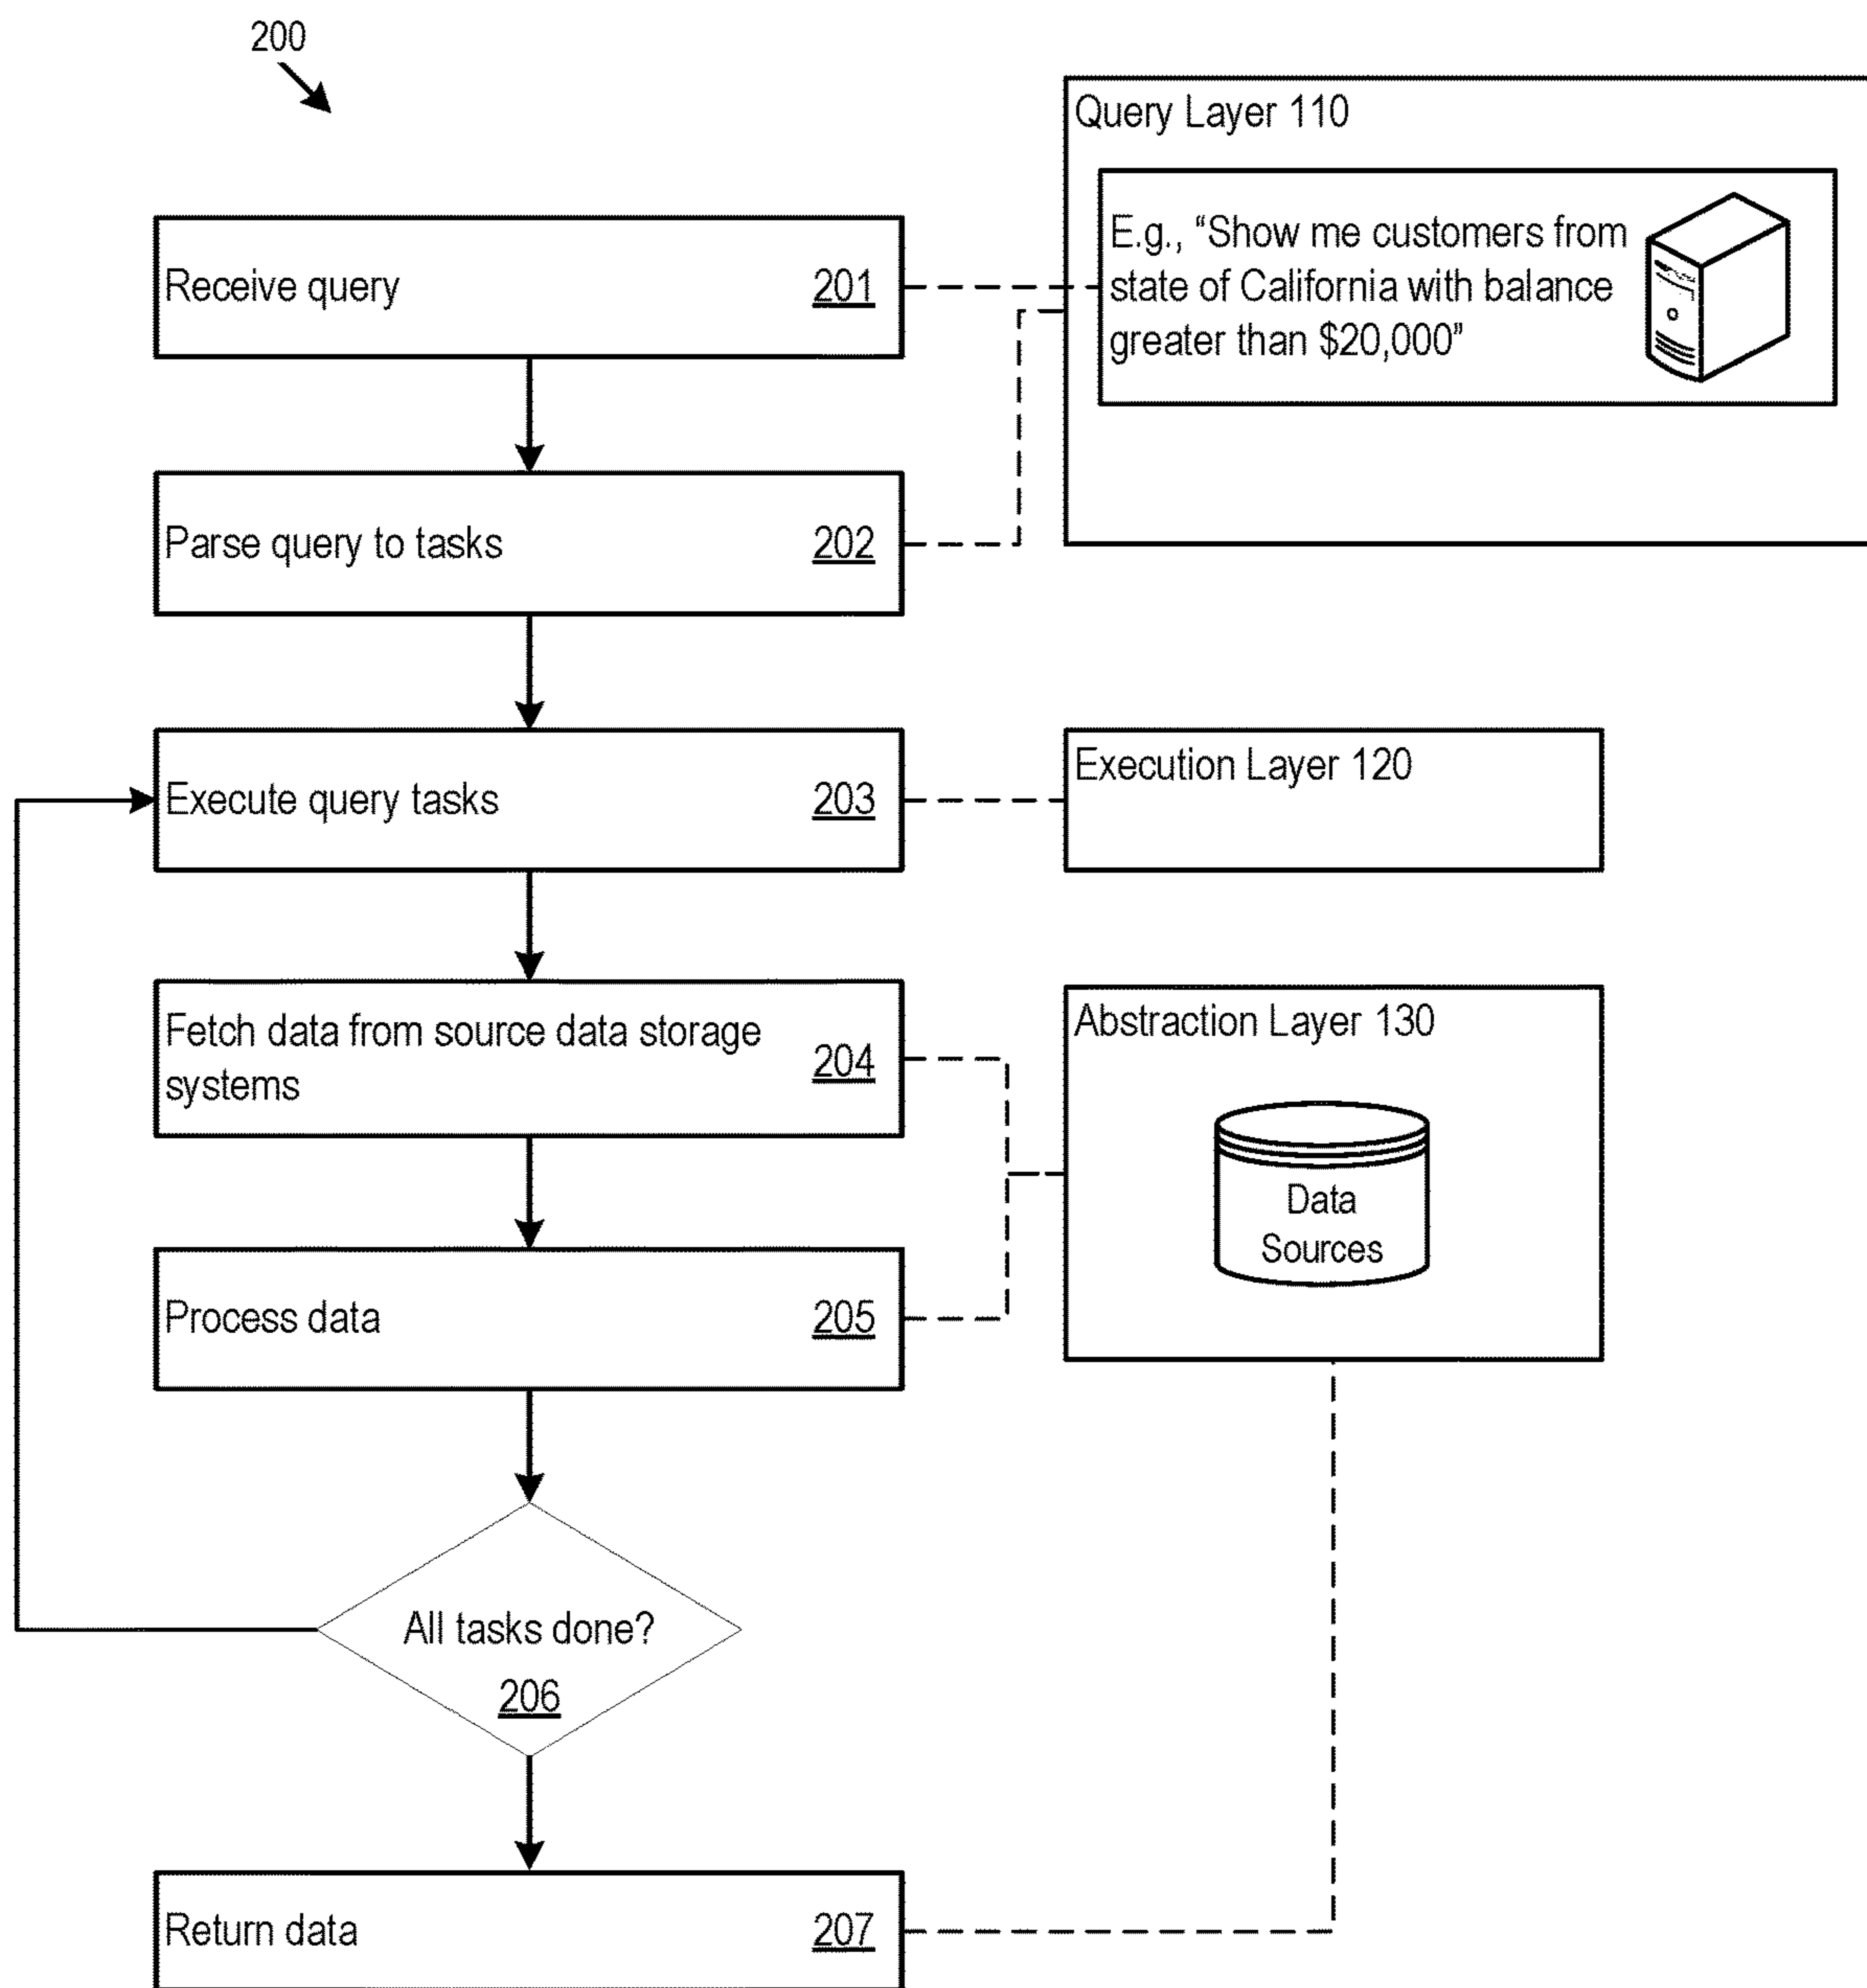 200
Query Layer 110
E.g., “Show me customers from
state of California with balance
greater than $20,000”
Receive query 201
Parse query to tasks 202
Execute query tasks 203
Execution Layer 120
Fetch data from source data storage
systems
204
Abstraction Layer 130
Data
Sources
Process data 205
All tasks done?
206
Return data 207